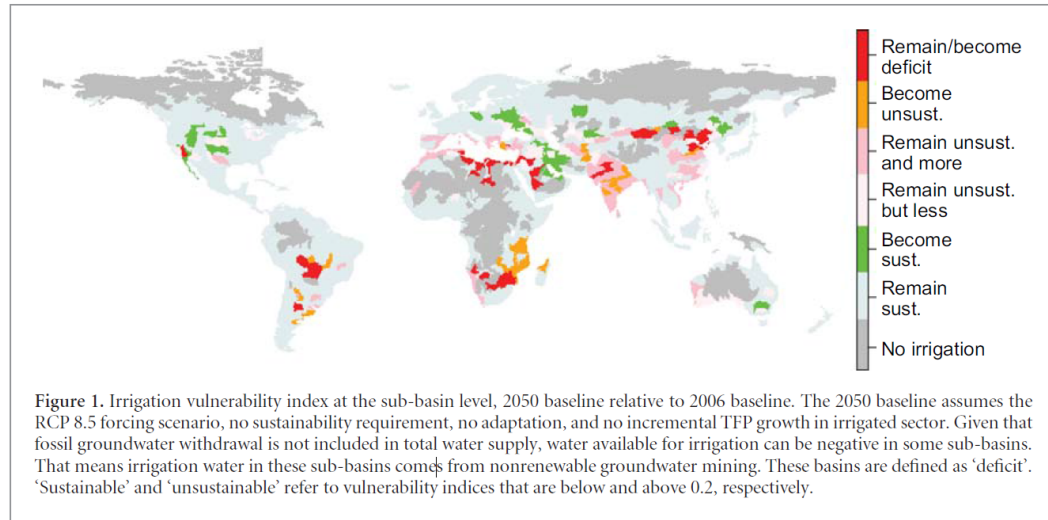 Remain/become
deficit
Become
unsust.
Remain unsust.
and more
Remain unsust.
but less
Become
sust.
Remain
sust.
No irrigation
Figure 1. Irrigation vulnerability index at the sub-basin level, 2050 baseline relative to 2006 baseline. The 2050 baseline assumes the
RCP 8.5 forcing scenario, no sustainability requirement, no adaptation, and no incremental TFP growth in irrigated sector. Given that
fossil groundwater withdrawal is not included in total water supply, water available for irrigation can be negative in some sub-basins.
That means irrigation water in these sub-basins comes from nonrenewable groundwater mining. These basins are defined as ‘deficit’.
‘Sustainable’ and ‘unsustainable’ refer to vulnerability indices that are below and above 0.2, respectively.